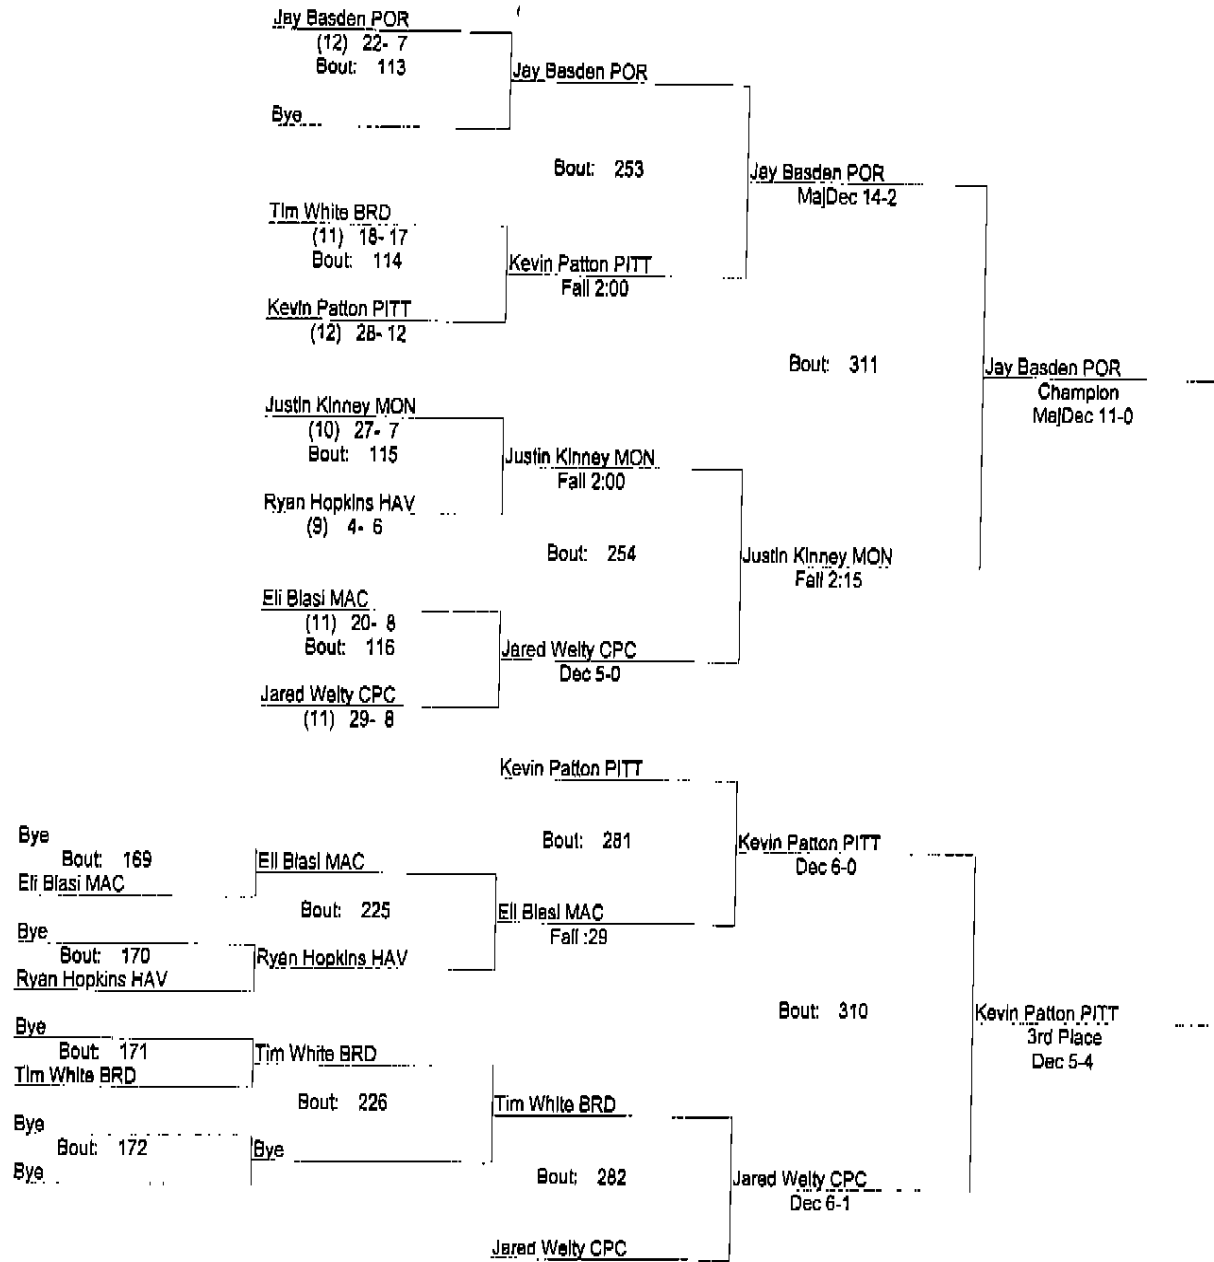 Jay Basden POR
(12) 22- 7
Bout: 113
Jay Basden POR
Bye
Bout: 253
Jay Basden POR
MajDec 14-2
Tim White BRD
(11) 18- 17
Bout: 114
Kevin Patton PITT
Fall 2:00
Kevin Patton PITT
(12) 28- 12
Bout: 311
Jay Basden POR
Champion
MajDec 11-0
Justin Kinney MON
(10) 27- 7
Bout: 115
Justin Kinney MON
Fall 2:00
Ryan Hopkins HAV
(9) 4- 6
Bout: 254
Justin Kinney MON
Fall 2:15
Eli Blasi MAC
(11) 20- 8
Bout: 116
Jared Welty CPC
Dec 5-0
Jared Welty CPC
(11) 29- 8
Kevin Patton PITT
Bye
Bout: 169
Eli Blasi MAC
Eli Blasi MAC
Bout: 281
Kevin Patton PITT
Dec 6-0
Bout: 225
Eli Blasi MAC
Fall :29
Bye
Bout: 170
Ryan Hopkins HAV
Ryan Hopkins HAV
Bout: 310
Kevin Patton PITT
3rd Place
Dec 5-4
Bye
Bout: 171
Tim White BRD
Tim White BRD
Bout: 226
Tim White BRD
Bye
Bout: 172
Bye
Bye
Bout: 282
Jared Welty CPC
Dec 6-1
Jared Welty CPC